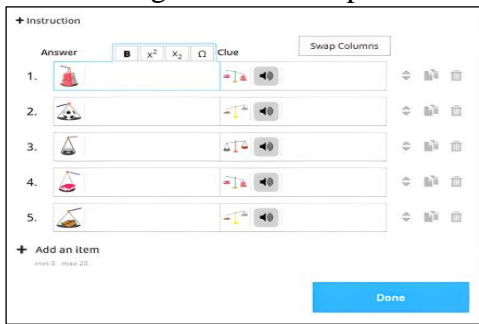 + Instruction
Answer B x² x₂ Ω Clue Swap Columns
1.
2.
3.
4.
5.
+ Add an item
min 3 max 20
Done